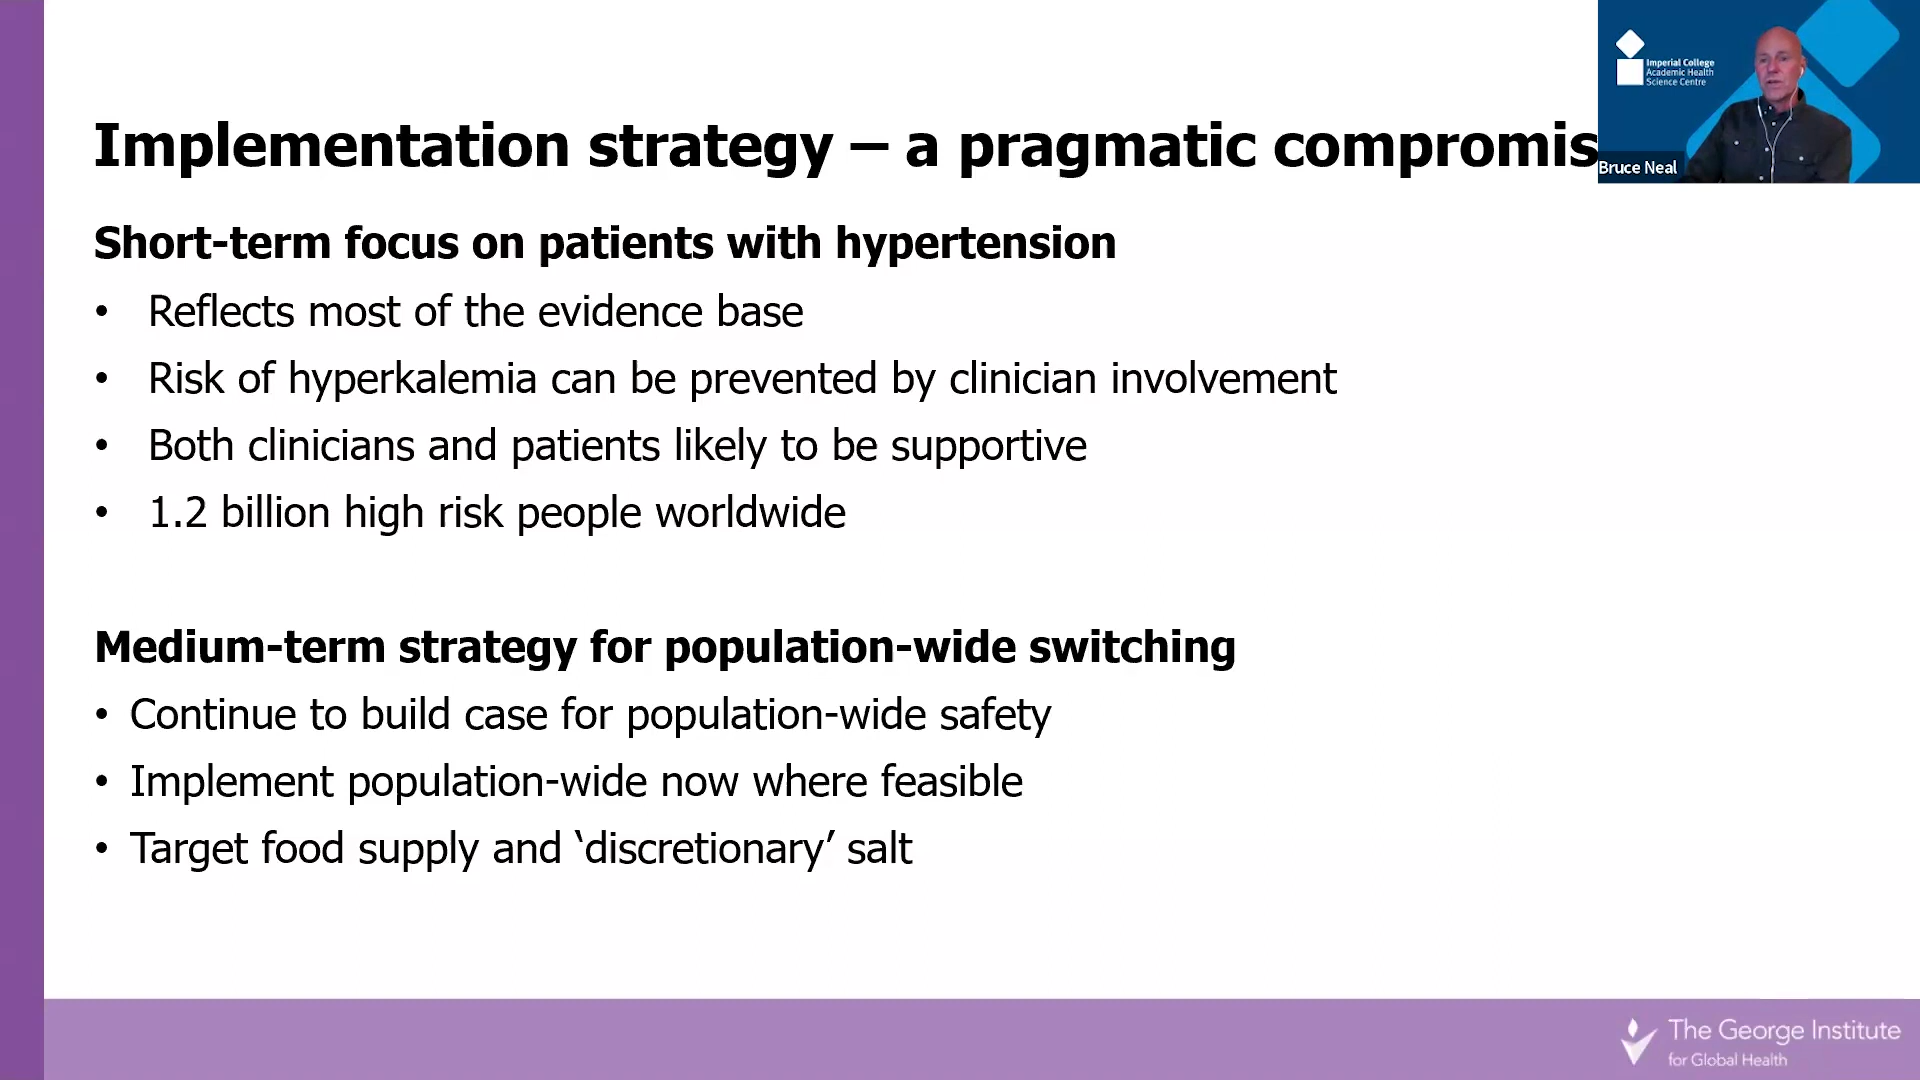 Imperial College
Academic Health
Science Centre
Bruce Neal
Implementation strategy – a pragmatic compromis
Short-term focus on patients with hypertension
• Reflects most of the evidence base
• Risk of hyperkalemia can be prevented by clinician involvement
• Both clinicians and patients likely to be supportive
• 1.2 billion high risk people worldwide
Medium-term strategy for population-wide switching
• Continue to build case for population-wide safety
• Implement population-wide now where feasible
• Target food supply and ‘discretionary’ salt
The George Institute
for Global Health